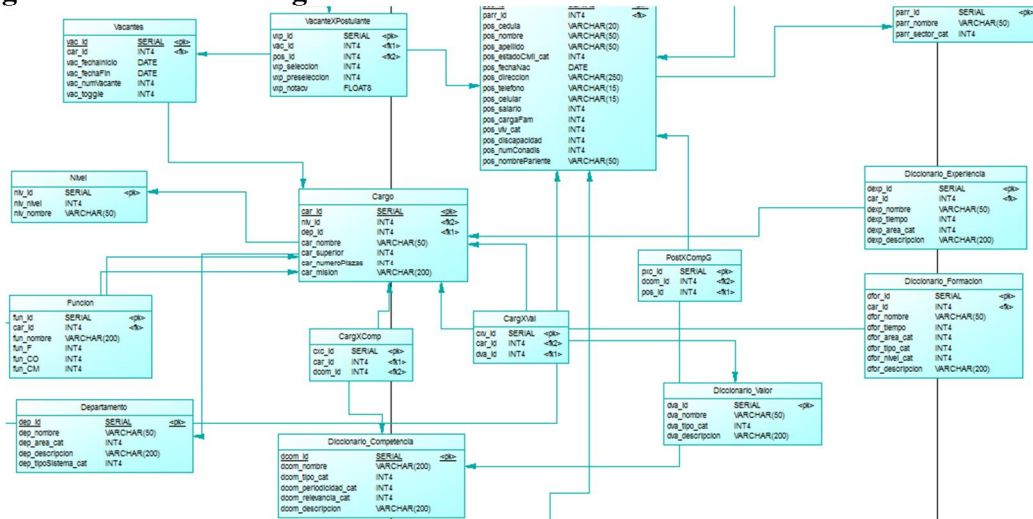 Vacantes
vac_id SERIAL <pk>
car_id INT4 <fk>
vac_fechaInicio DATE
vac_fechaFin DATE
vac_numVacante INT4
vac_toggle INT4
VacanteXPostulante
vxp_id SERIAL <pk>
vac_id INT4 <fk1>
pos_id INT4 <fk2>
vxp_seleccion INT4
vxp_preseleccion INT4
vxp_notacv FLOAT8
parr_id INT4 <fk>
pos_cedula VARCHAR(20)
pos_nombre VARCHAR(50)
pos_apellido VARCHAR(50)
pos_estadoCivil_cat INT4
pos_fechaNac DATE
pos_direccion VARCHAR(250)
pos_telefono VARCHAR(15)
pos_celular VARCHAR(15)
pos_salario INT4
pos_cargaFam INT4
pos_viv_cat INT4
pos_discapacidad INT4
pos_numConadis INT4
pos_nombrePariente VARCHAR(50)
parr_id SERIAL <pk>
parr_nombre VARCHAR(50)
parr_sector_cat INT4
Nivel
niv_id SERIAL <pk>
niv_nivel INT4
niv_nombre VARCHAR(50)
Cargo
car_id SERIAL <pk>
niv_id INT4 <fk2>
dep_id INT4 <fk1>
car_nombre VARCHAR(50)
car_superior INT4
car_numeroPlazas INT4
car_mision VARCHAR(200)
Diccionario_Experiencia
dexp_id SERIAL <pk>
car_id INT4 <fk>
dexp_nombre VARCHAR(50)
dexp_tiempo INT4
dexp_area_cat INT4
dexp_descripcion VARCHAR(200)
PostXCompG
pxc_id SERIAL <pk>
dcom_id INT4 <fk2>
pos_id INT4 <fk1>
Funcion
fun_id SERIAL <pk>
car_id INT4 <fk>
fun_nombre VARCHAR(200)
fun_F INT4
fun_CO INT4
fun_CM INT4
CargXComp
cxc_id SERIAL <pk>
car_id INT4 <fk1>
dcom_id INT4 <fk2>
CargXVal
cxv_id SERIAL <pk>
car_id INT4 <fk2>
dva_id INT4 <fk1>
Diccionario_Formacion
dfor_id SERIAL <pk>
car_id INT4 <fk>
dfor_nombre VARCHAR(50)
dfor_tiempo INT4
dfor_area_cat INT4
dfor_tipo_cat INT4
dfor_nivel_cat INT4
dfor_descripcion VARCHAR(200)
Departamento
dep_id SERIAL <pk>
dep_nombre VARCHAR(50)
dep_area_cat INT4
dep_descripcion VARCHAR(200)
dep_tipoSistema_cat INT4
Diccionario_Competencia
dcom_id SERIAL <pk>
dcom_nombre VARCHAR(200)
dcom_tipo_cat INT4
dcom_periodicidad_cat INT4
dcom_relevancia_cat INT4
dcom_descripcion VARCHAR(200)
Diccionario_Valor
dva_id SERIAL <pk>
dva_nombre VARCHAR(50)
dva_tipo_cat INT4
dva_descripcion VARCHAR(200)